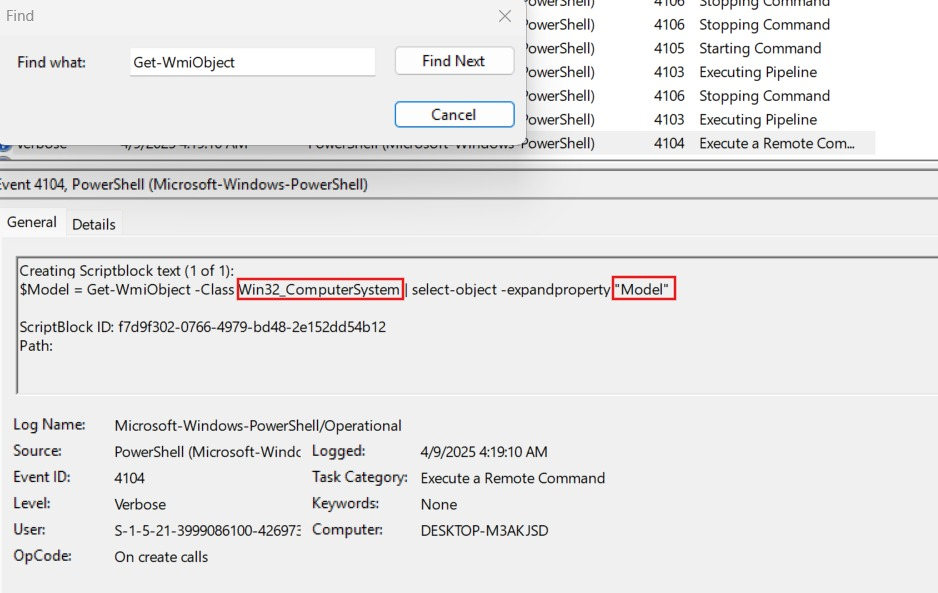 Find
Find what:
Get-WmiObject
Find Next
Cancel
PowerShell) 4106 Stopping Command
PowerShell) 4106 Stopping Command
PowerShell) 4105 Starting Command
PowerShell) 4103 Executing Pipeline
PowerShell) 4106 Stopping Command
PowerShell) 4103 Executing Pipeline
Verbose 4/9/2025 4:19:10 AM PowerShell (Microsoft-Windows-PowerShell) 4104 Execute a Remote Com...
Event 4104, PowerShell (Microsoft-Windows-PowerShell)
General Details
Creating Scriptblock text (1 of 1):
$Model = Get-WmiObject -Class Win32_ComputerSystem | select-object -expandproperty "Model"
ScriptBlock ID: f7d9f302-0766-4979-bd48-2e152dd54b12
Path:
Log Name: Microsoft-Windows-PowerShell/Operational
Source: PowerShell (Microsoft-Windc Logged: 4/9/2025 4:19:10 AM
Event ID: 4104 Task Category: Execute a Remote Command
Level: Verbose Keywords: None
User: S-1-5-21-3999086100-426973 Computer: DESKTOP-M3AKJSD
OpCode: On create calls